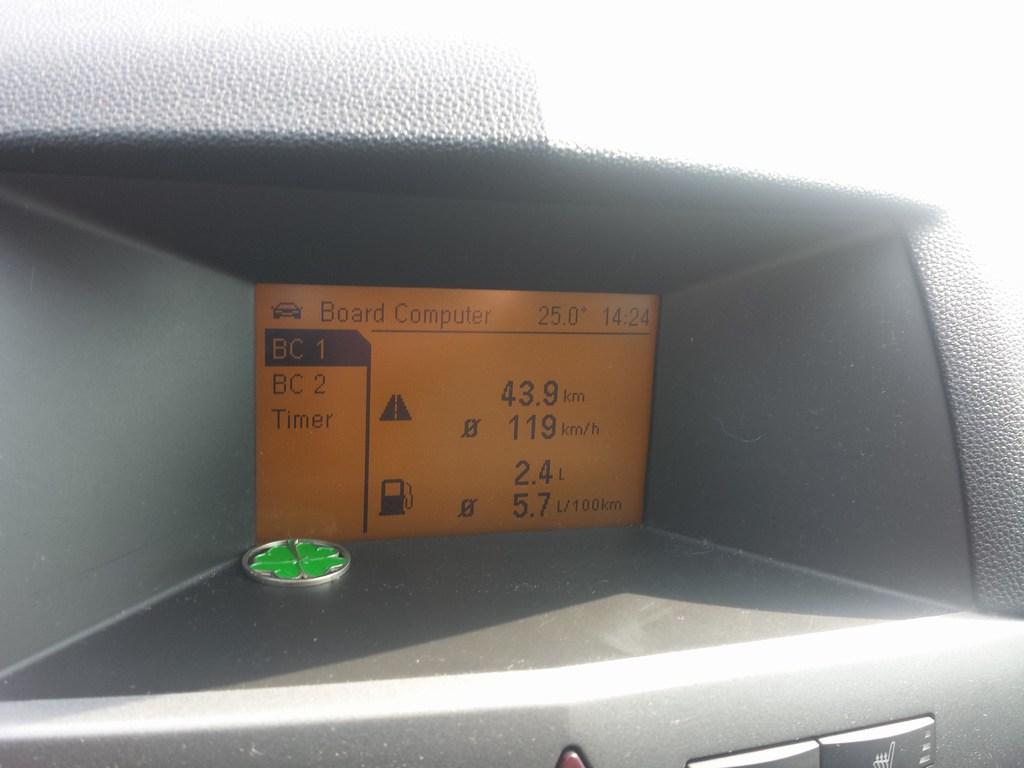 Board Computer 25.0° 14:24
BC 1
BC 2
Timer
43.9 km
Ø 119 km/h
2.4 L
Ø 5.7 L/100km